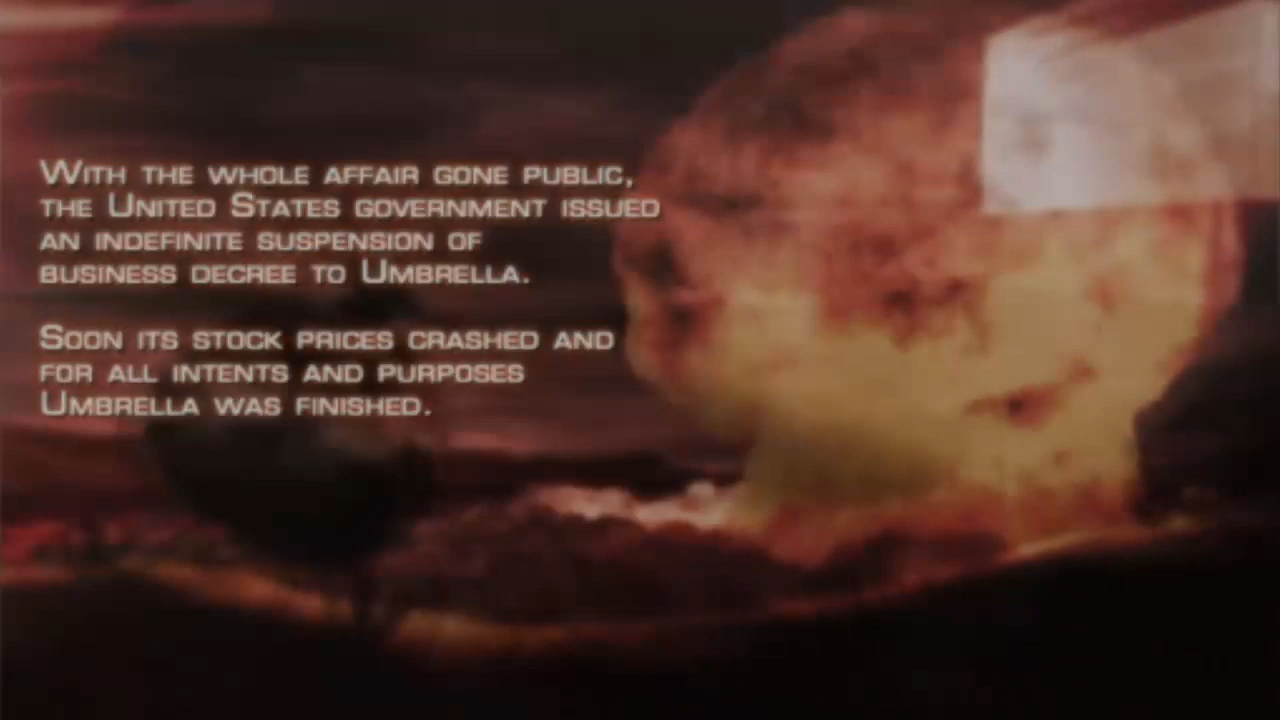 With the whole affair gone public,
the United States government issued
an indefinite suspension of
business decree to Umbrella.
Soon its stock prices crashed and
for all intents and purposes
Umbrella was finished.